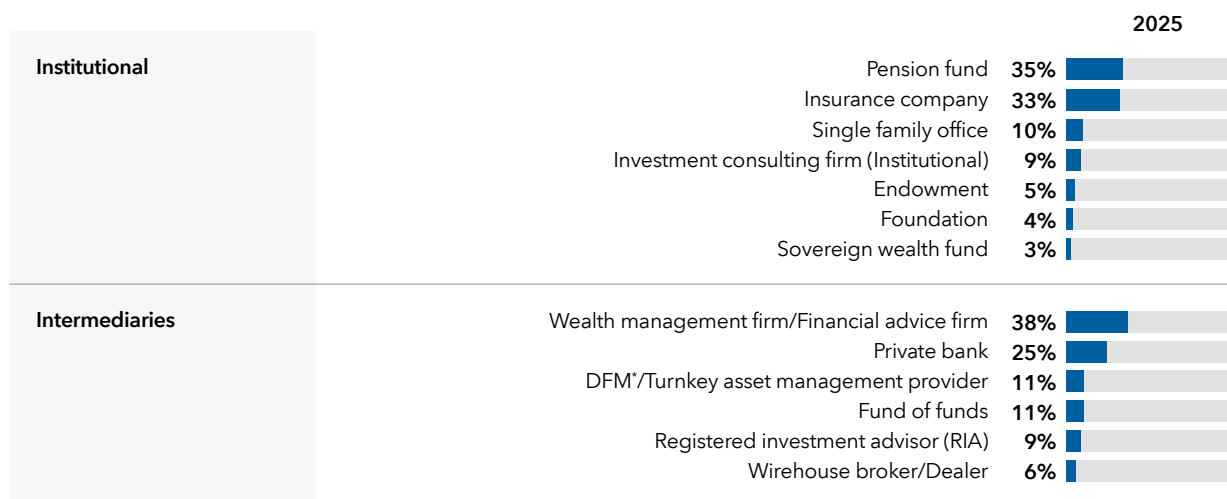 2025
Institutional
Pension fund 35%
Insurance company 33%
Single family office 10%
Investment consulting firm (Institutional) 9%
Endowment 5%
Foundation 4%
Sovereign wealth fund 3%
Intermediaries
Wealth management firm/Financial advice firm 38%
Private bank 25%
DFM*/Turnkey asset management provider 11%
Fund of funds 11%
Registered investment advisor (RIA) 9%
Wirehouse broker/Dealer 6%